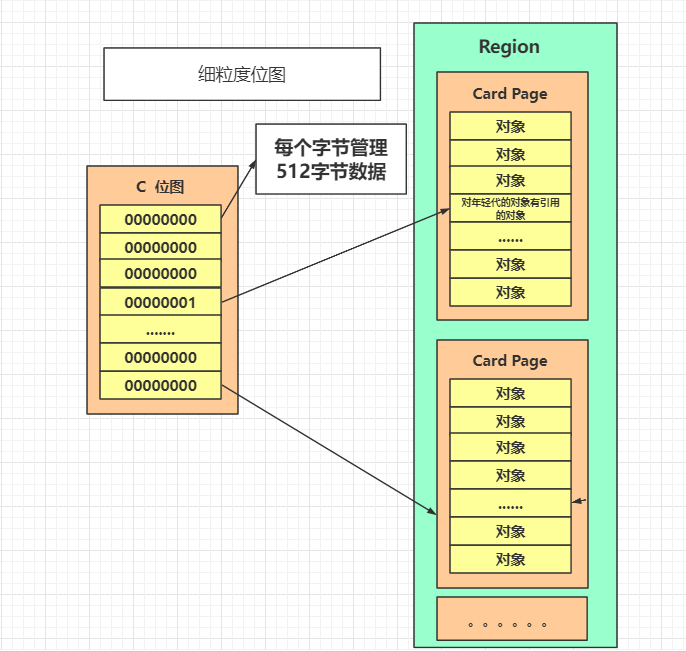 细粒度位图
每个字节管理
512字节数据
C 位图
00000000
00000000
00000000
00000001
.......
00000000
00000000
Region
Card Page
对象
对象
对象
对年轻代的对象有引用
的对象
......
对象
对象
Card Page
对象
对象
对象
对象
......
对象
对象
。。。。。。